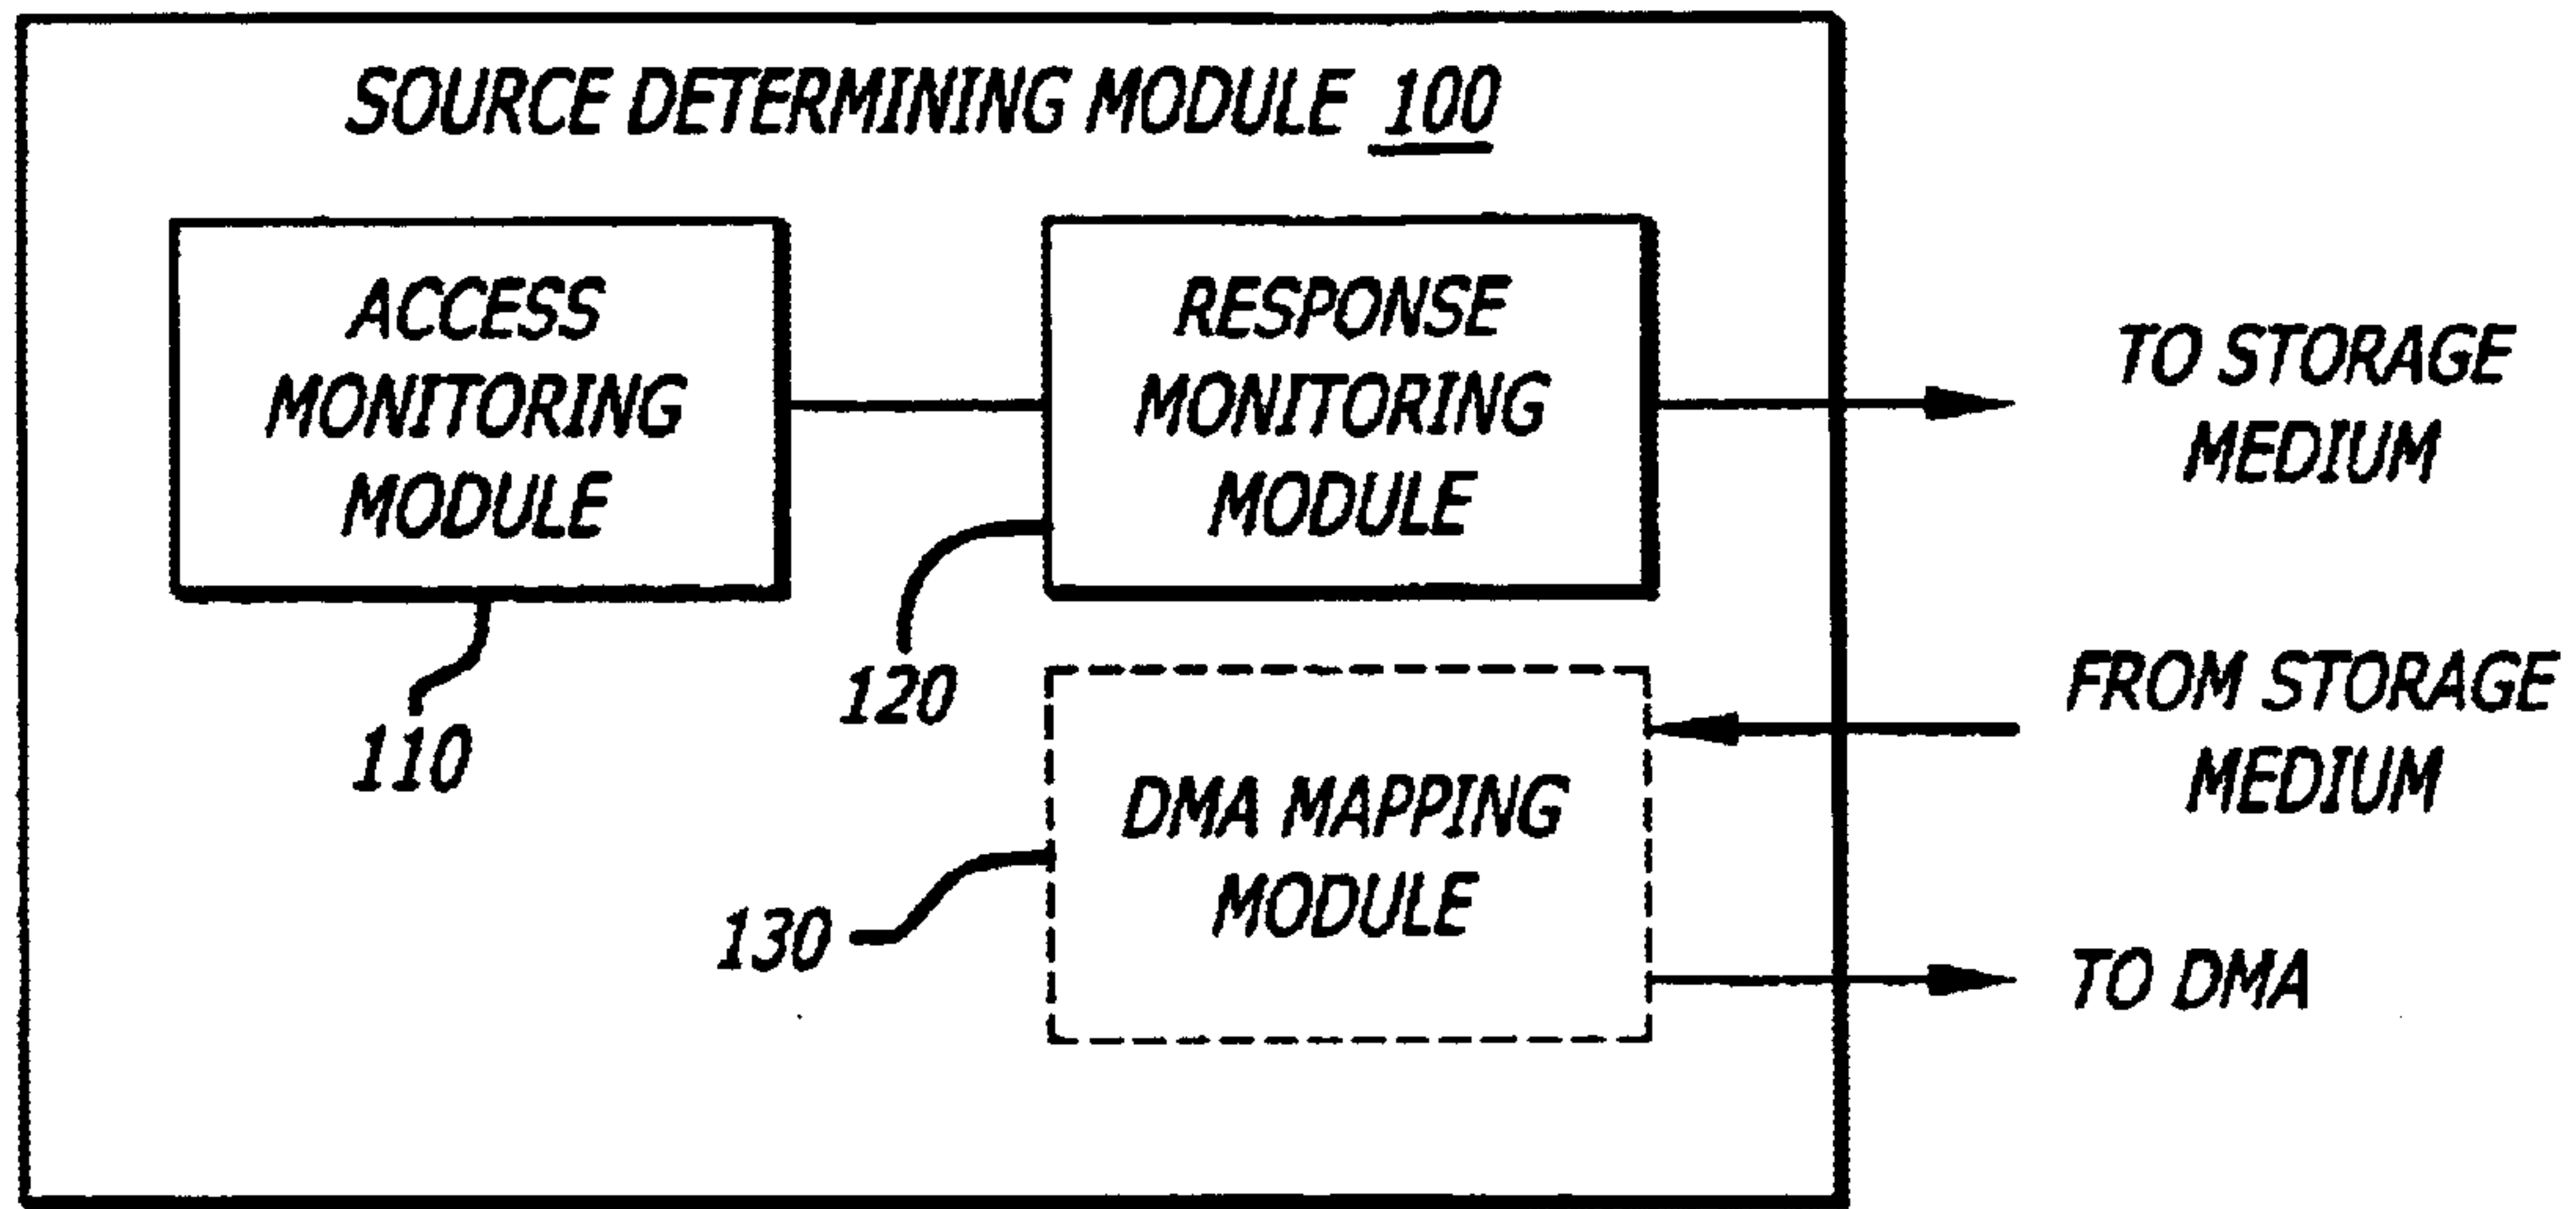 SOURCE DETERMINING MODULE 100
ACCESS
MONITORING
MODULE
110
RESPONSE
MONITORING
MODULE
120
TO STORAGE
MEDIUM
FROM STORAGE
MEDIUM
DMA MAPPING
MODULE
130
TO DMA